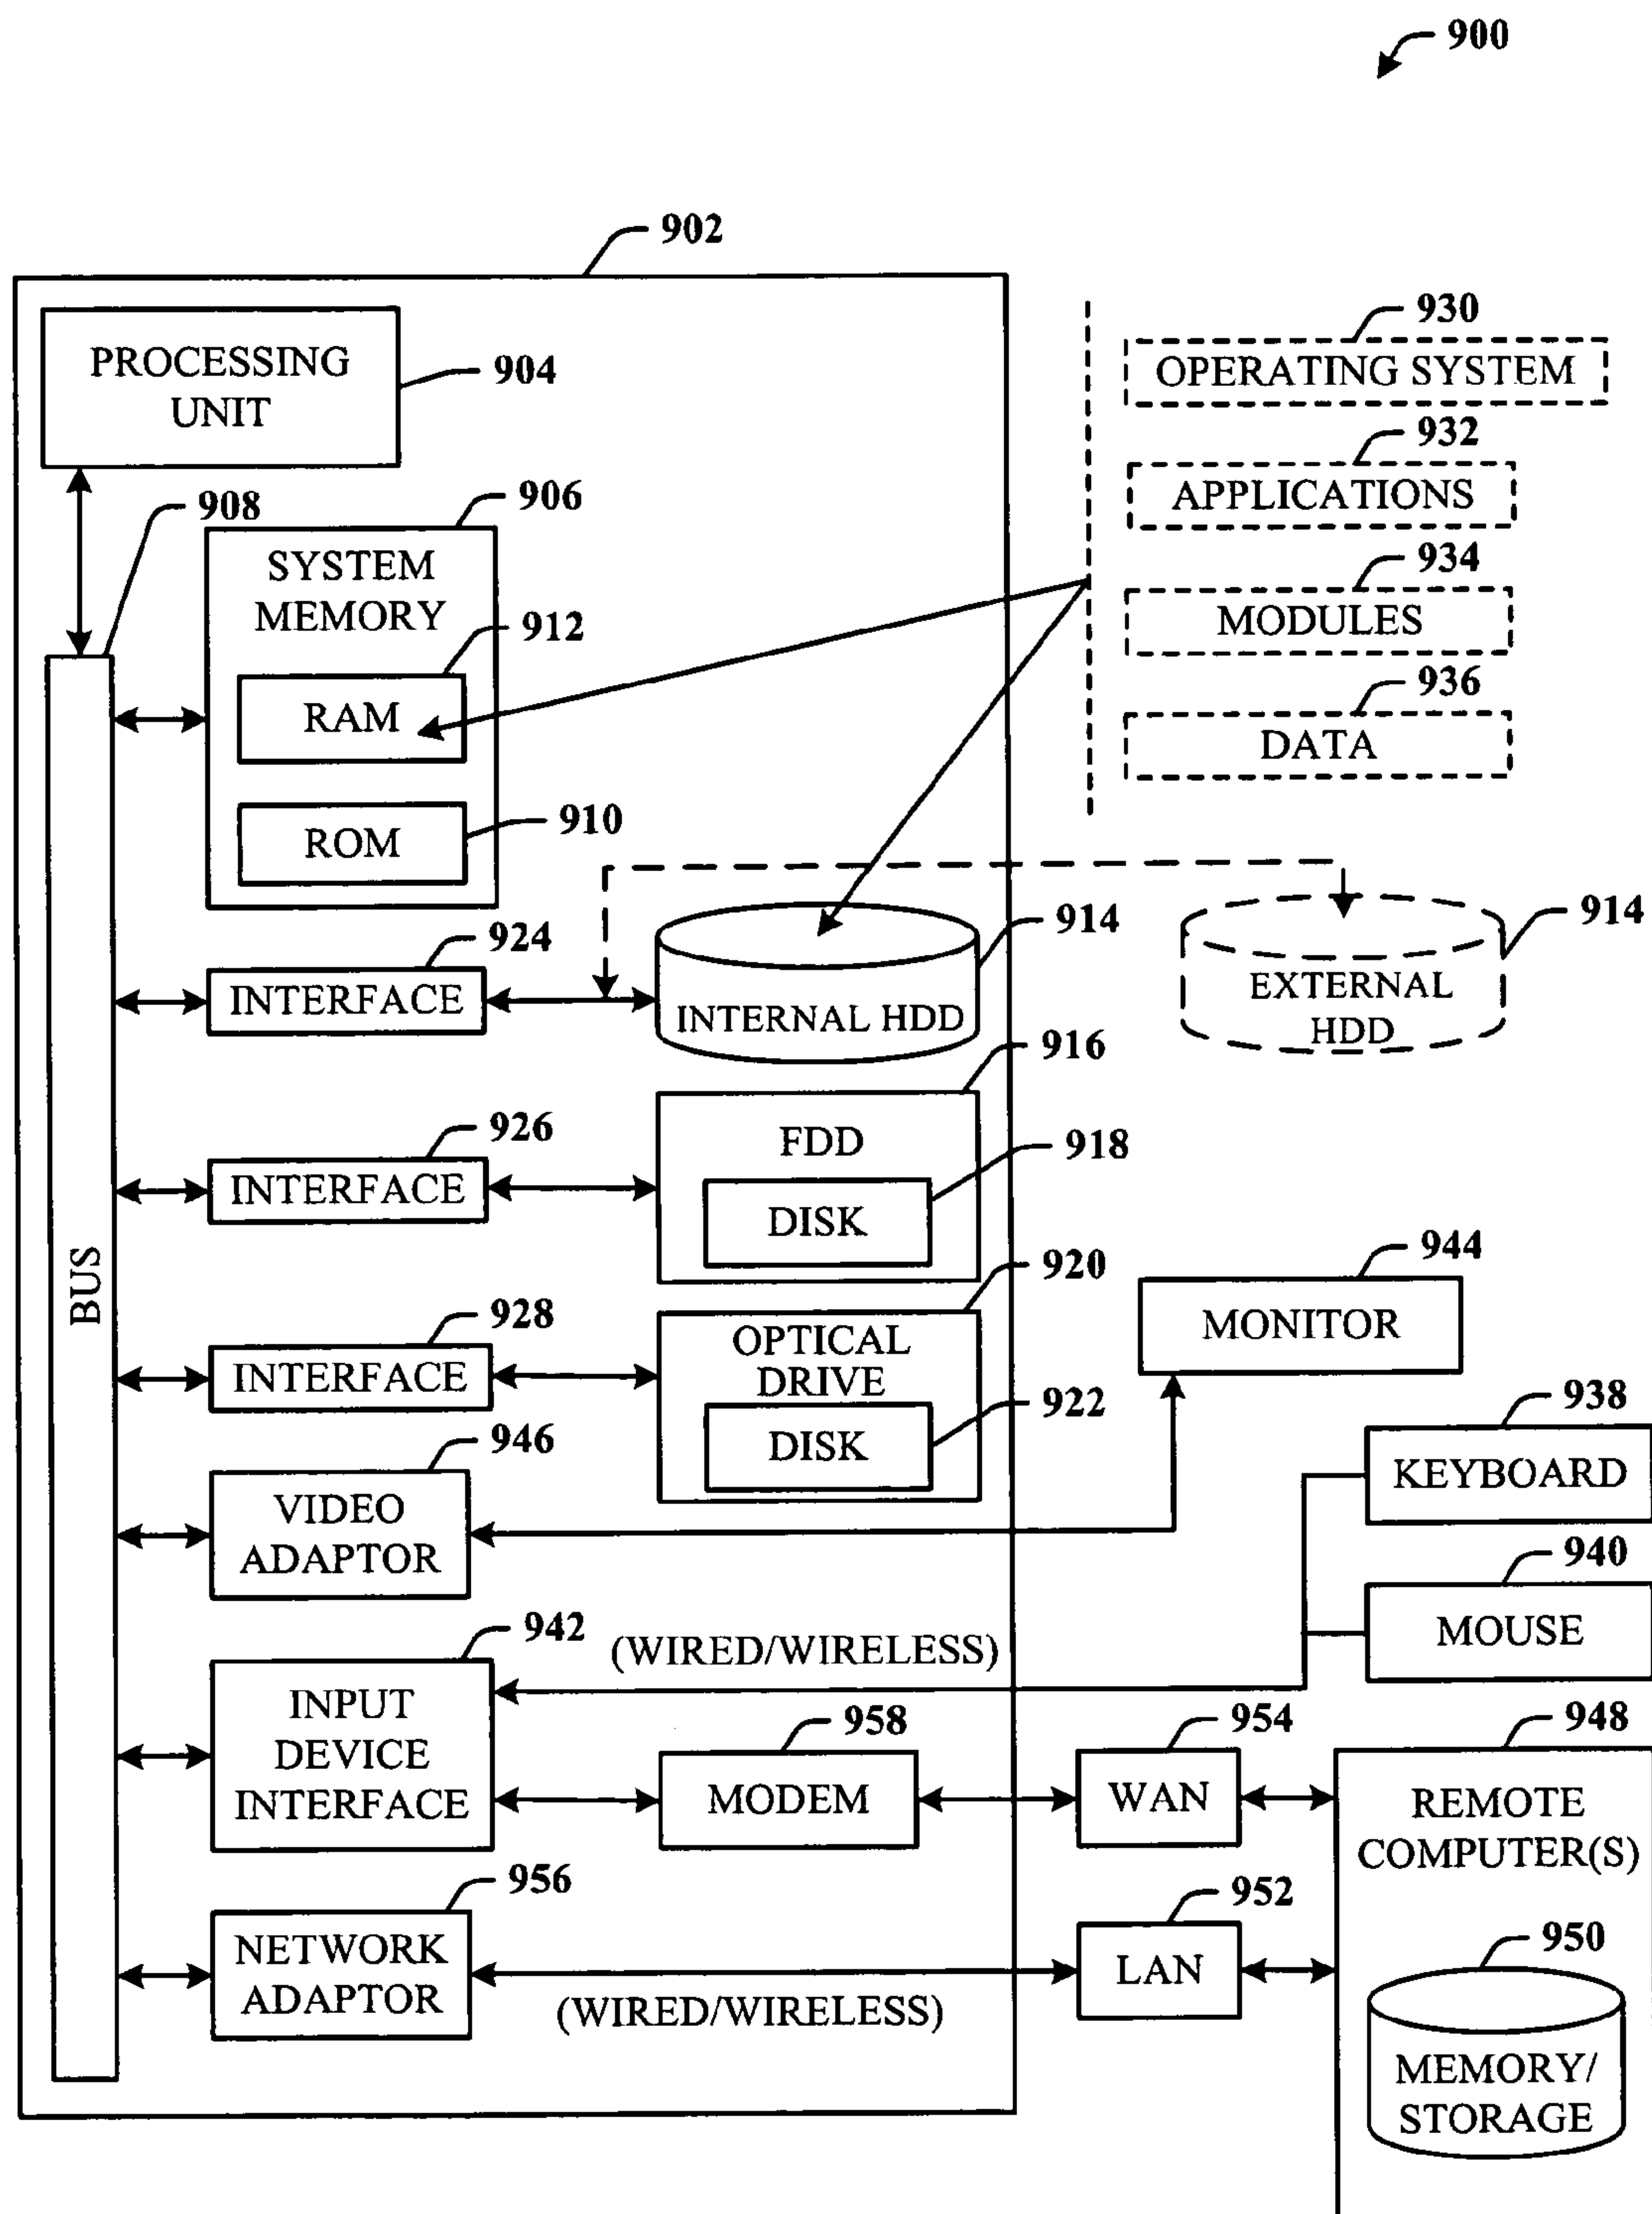 900
902
PROCESSING
UNIT
904
930
OPERATING SYSTEM
932
APPLICATIONS
934
MODULES
936
DATA
908
906
SYSTEM
MEMORY
912
RAM
910
ROM
BUS
924
INTERFACE
914
INTERNAL HDD
914
EXTERNAL
HDD
926
INTERFACE
916
FDD
918
DISK
928
INTERFACE
920
OPTICAL
DRIVE
922
DISK
944
MONITOR
946
VIDEO
ADAPTOR
938
KEYBOARD
940
MOUSE
942
INPUT
DEVICE
INTERFACE
(WIRED/WIRELESS)
958
MODEM
954
WAN
948
REMOTE
COMPUTER(S)
956
NETWORK
ADAPTOR
(WIRED/WIRELESS)
952
LAN
950
MEMORY/
STORAGE